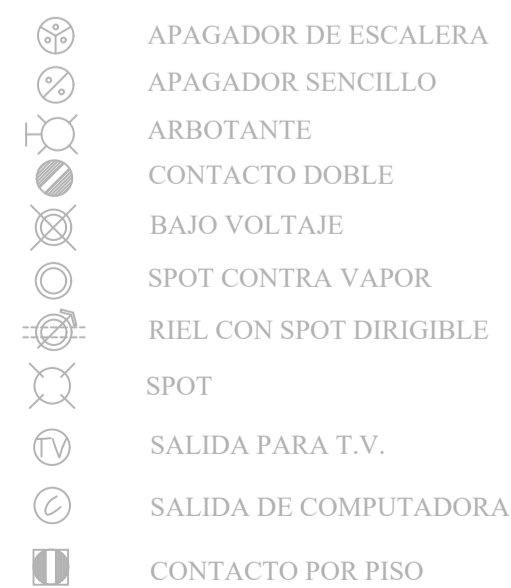 APAGADOR DE ESCALERA
APAGADOR SENCILLO
ARBOTANTE
CONTACTO DOBLE
BAJO VOLTAJE
SPOT CONTRA VAPOR
RIEL CON SPOT DIRIGIBLE
SPOT
TV SALIDA PARA T.V.
C SALIDA DE COMPUTADORA
CONTACTO POR PISO